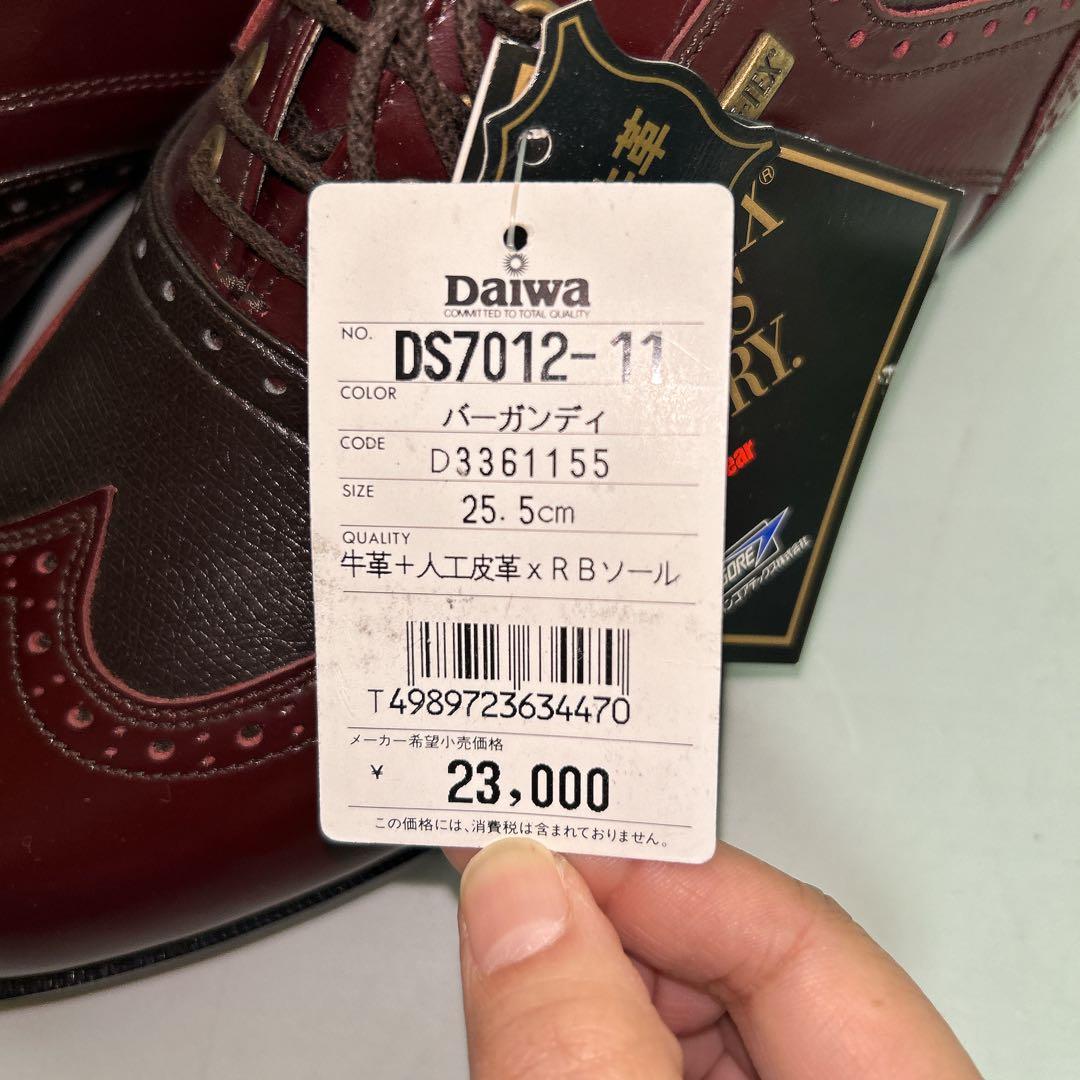 Daiwa
COMMITTED TO TOTAL QUALITY
NO.
DS7012-11
COLOR
バーガンディ
CODE
D3361155
SIZE
25.5cm
QUALITY
牛革+人工皮革xRBソール
T4989723634470
メーカー希望小売価格
¥ 23,000
この価格には、消費税は含まれておりません。
革
®